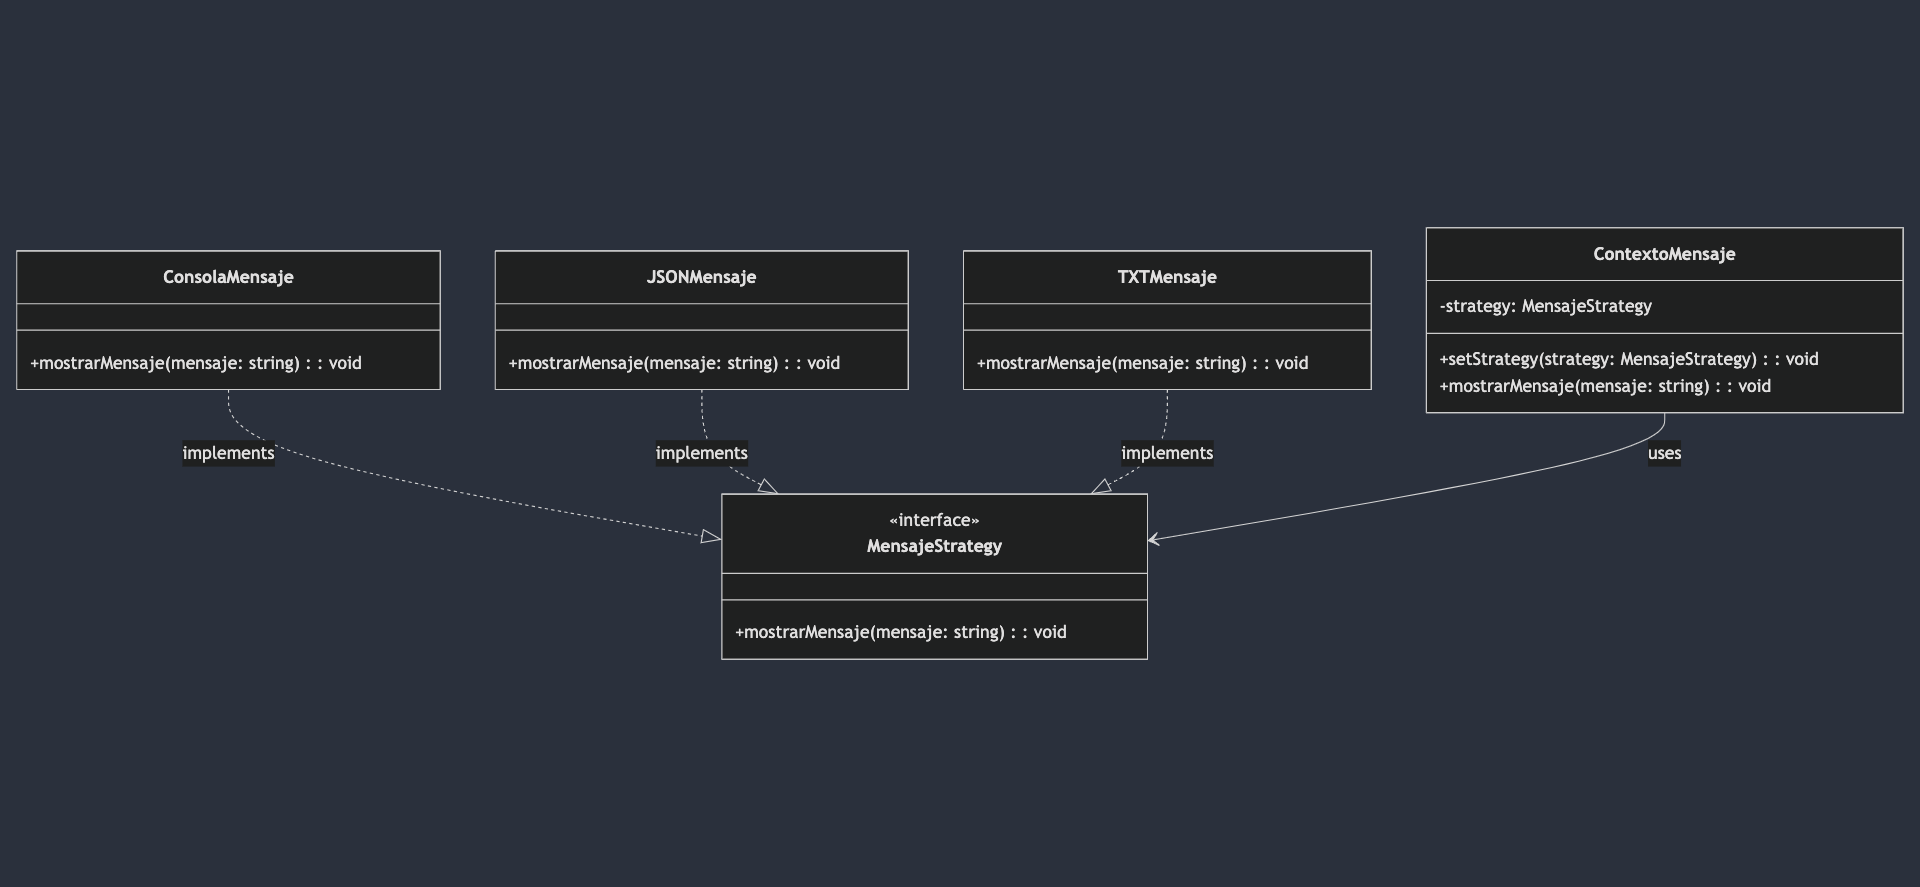 ConsolaMensaje
+mostrarMensaje(mensaje: string) : : void
JSONMensaje
+mostrarMensaje(mensaje: string) : : void
TXTMensaje
+mostrarMensaje(mensaje: string) : : void
ContextoMensaje
-strategy: MensajeStrategy
+setStrategy(strategy: MensajeStrategy) : : void
+mostrarMensaje(mensaje: string) : : void
implements
implements
implements
uses
«interface»
MensajeStrategy
+mostrarMensaje(mensaje: string) : : void